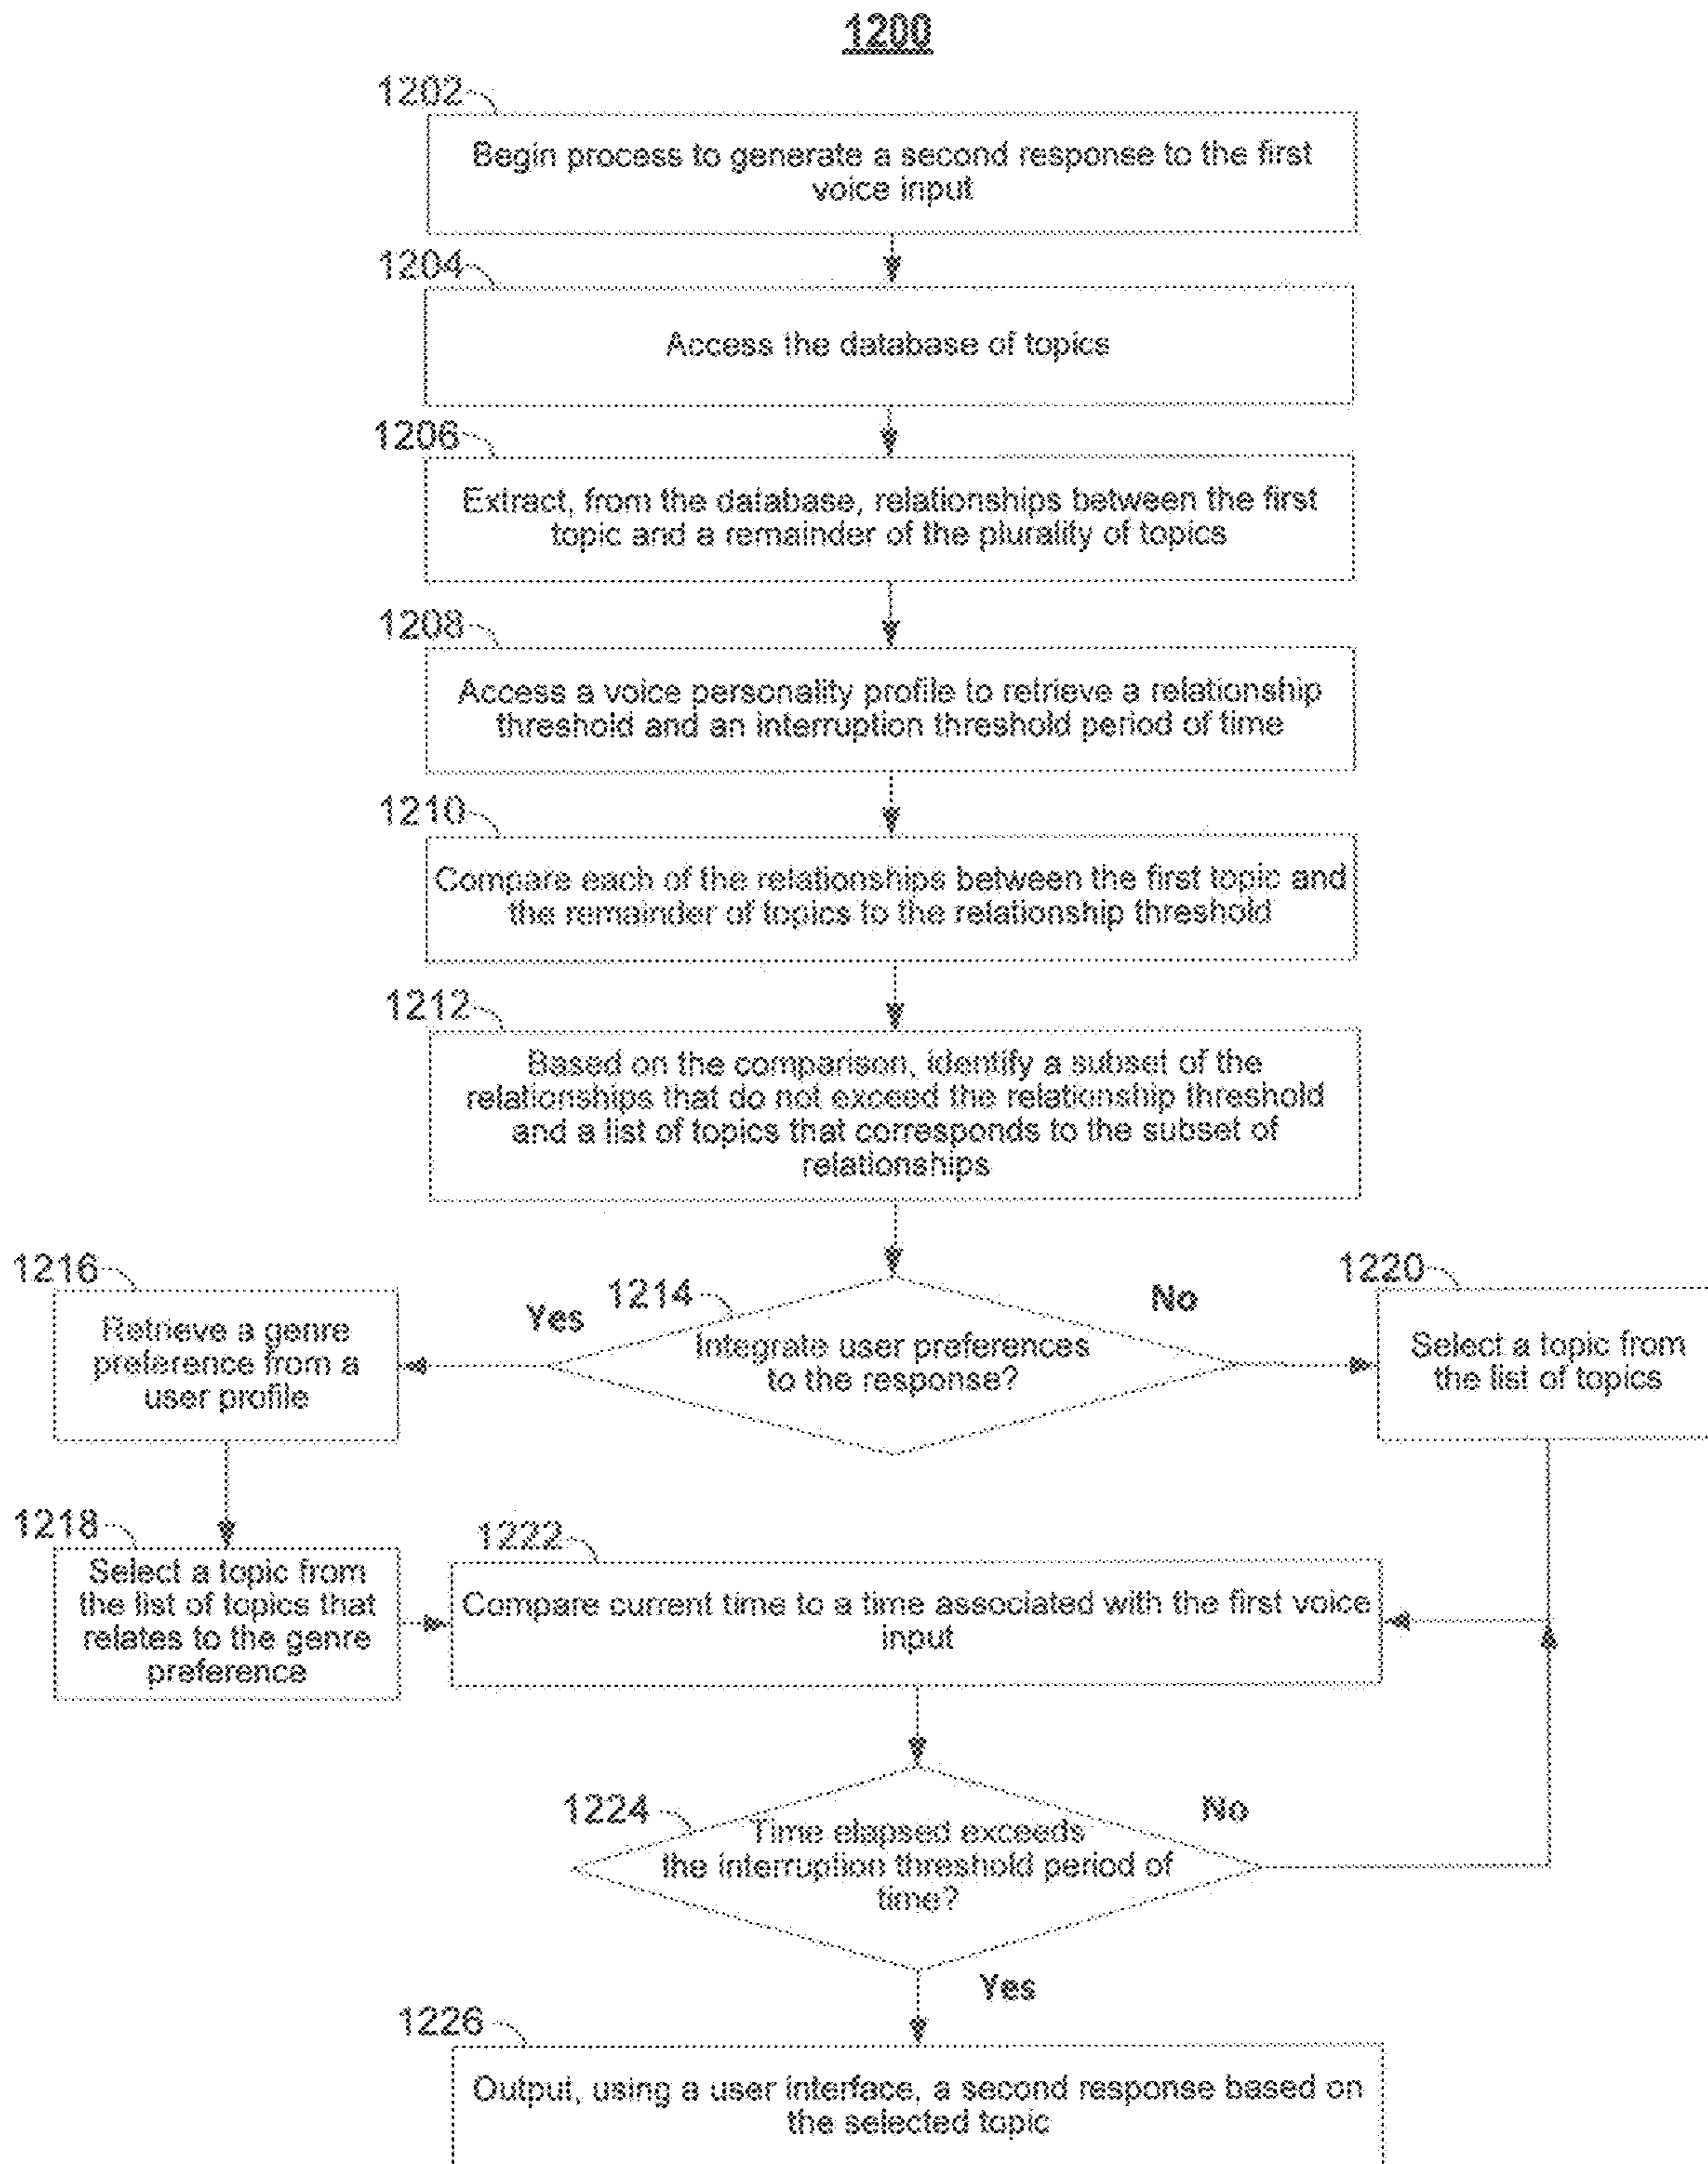 1200
1202
Begin process to generate a second response to the first
voice input
1204
Access the database of topics
1206
Extract, from the database, relationships between the first
topic and a remainder of the plurality of topics
1208
Access a voice personality profile to retrieve a relationship
threshold and an interruption threshold period of time
1210
Compare each of the relationships between the first topic and
the remainder of topics to the relationship threshold
1212
Based on the comparison, identify a subset of the
relationships that do not exceed the relationship threshold
and a list of topics that corresponds to the subset of
relationships
1214
Integrate user preferences
to the response?
Yes
No
1216
Retrieve a genre
preference from a
user profile
1220
Select a topic from
the list of topics
1218
Select a topic from
the list of topics that
relates to the genre
preference
1222
Compare current time to a time associated with the first voice
input
1224
Time elapsed exceeds
the interruption threshold period of
time?
No
Yes
1226
Output, using a user interface, a second response based on
the selected topic